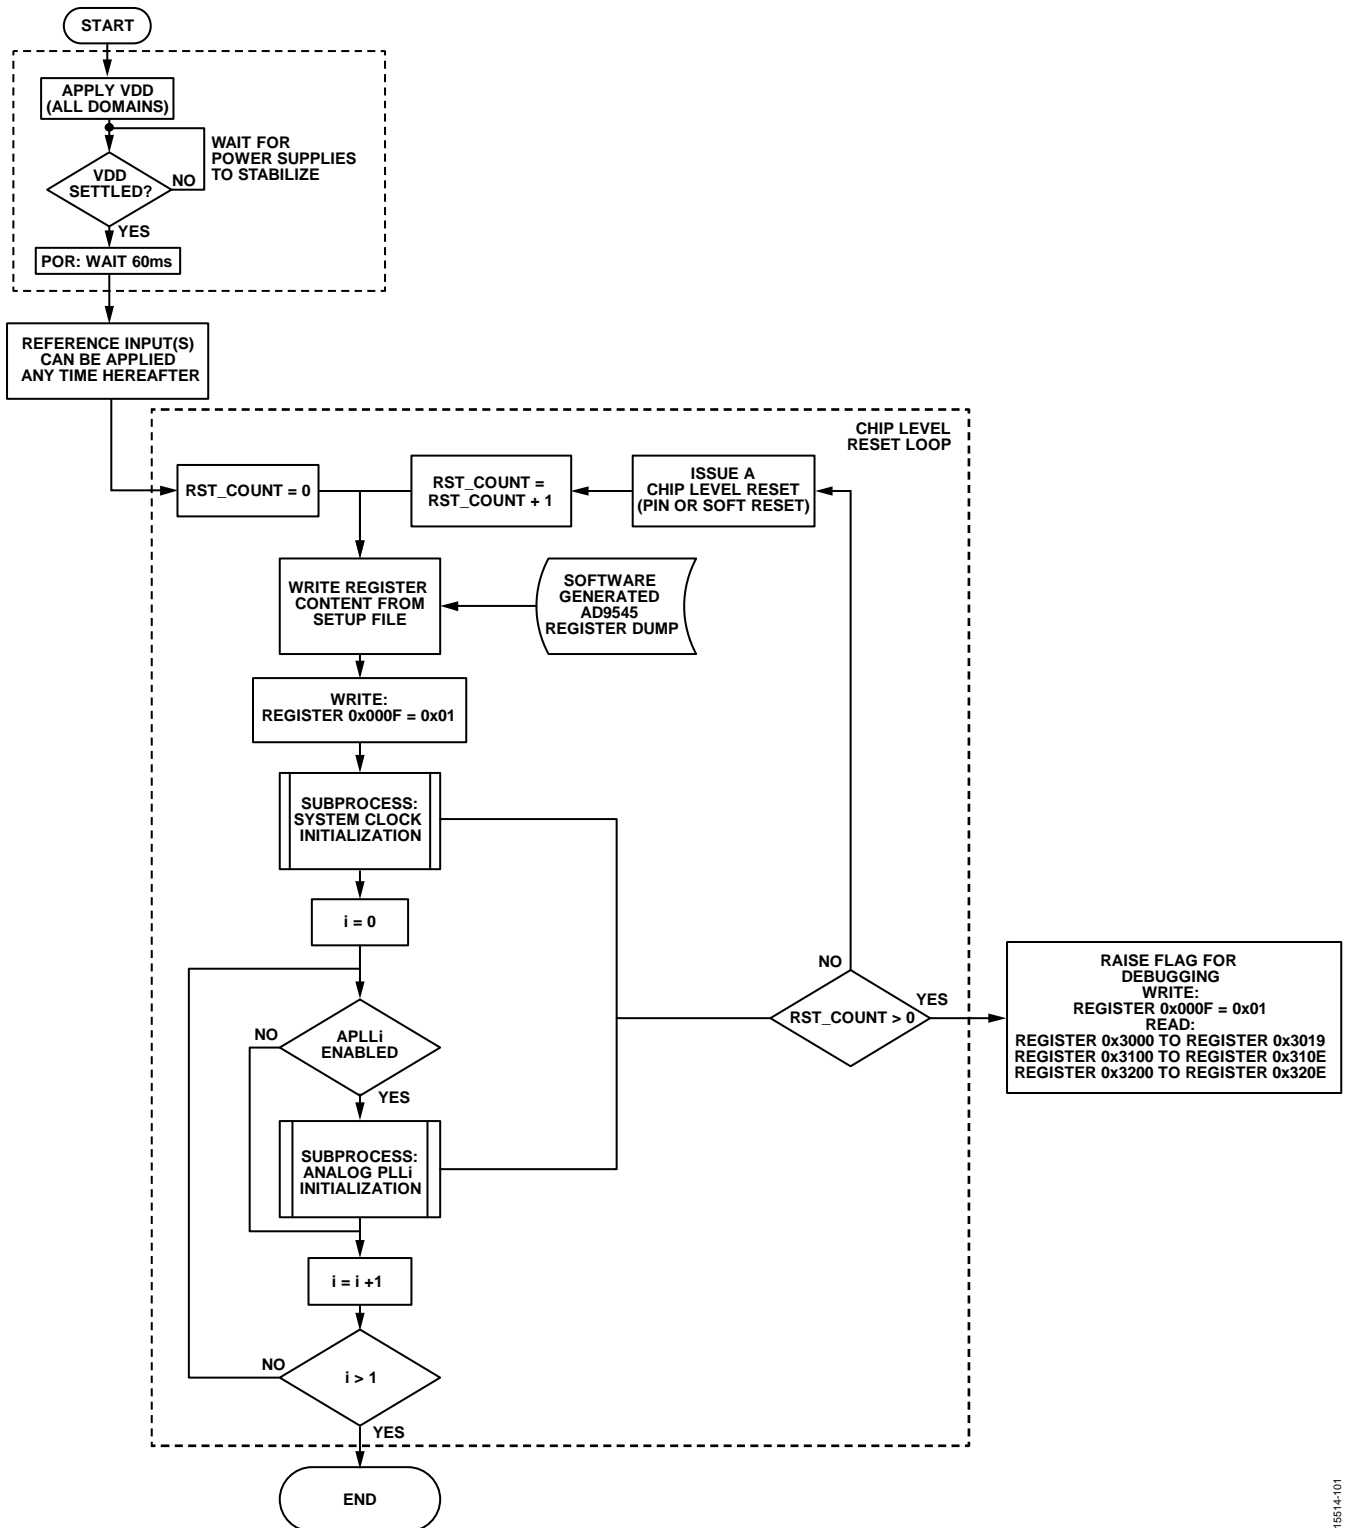 START
APPLY VDD
(ALL DOMAINS)
WAIT FOR
POWER SUPPLIES
TO STABILIZE
VDD
SETTLED?
NO
YES
POR: WAIT 60ms
REFERENCE INPUT(S)
CAN BE APPLIED
ANY TIME HEREAFTER
CHIP LEVEL
RESET LOOP
RST_COUNT = 0
RST_COUNT =
RST_COUNT + 1
ISSUE A
CHIP LEVEL RESET
(PIN OR SOFT RESET)
WRITE REGISTER
CONTENT FROM
SETUP FILE
SOFTWARE
GENERATED
AD9545
REGISTER DUMP
WRITE:
REGISTER 0x000F = 0x01
SUBPROCESS:
SYSTEM CLOCK
INITIALIZATION
i = 0
NO
RST_COUNT > 0
YES
RAISE FLAG FOR
DEBUGGING
WRITE:
REGISTER 0x000F = 0x01
READ:
REGISTER 0x3000 TO REGISTER 0x3019
REGISTER 0x3100 TO REGISTER 0x310E
REGISTER 0x3200 TO REGISTER 0x320E
NO
APLLi
ENABLED
YES
SUBPROCESS:
ANALOG PLLi
INITIALIZATION
i = i +1
NO
i > 1
YES
END
15514-101